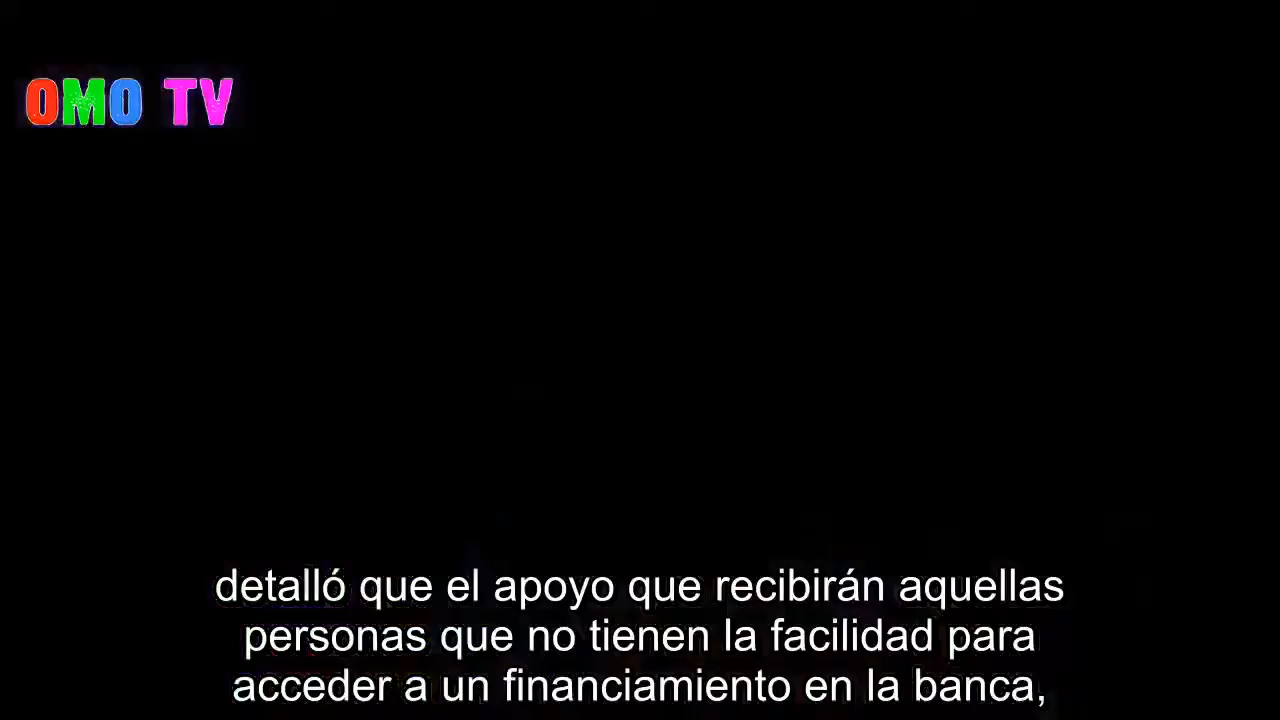 OMO TV
detalló que el apoyo que recibirán aquellas
personas que no tienen la facilidad para
acceder a un financiamiento en la banca,